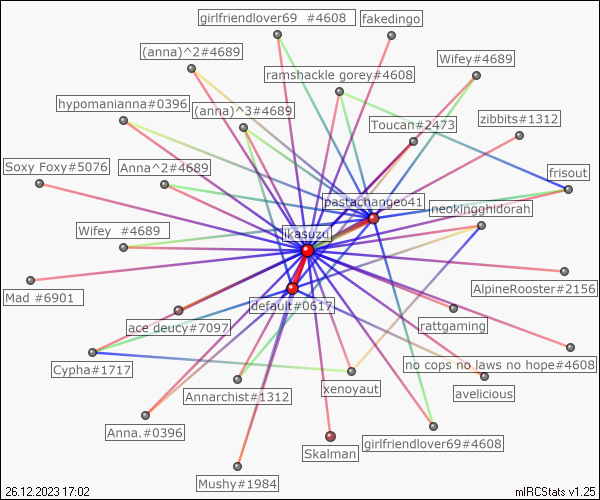 girlfriendlover69  #4608
fakedingo
(anna)^2#4689
Wifey#4689
ramshackle gorey#4608
hypomanianna#0396
(anna)^3#4689
zibbits#1312
Toucan#2473
Soxy Foxy#5076
Anna^2#4689
frisout
pastachangeo41
neokingghidorah
Wifey  #4689
ikasuzu
Mad #6901
AlpineRooster#2156
default#0617
ace deucy#7097
rattgaming
Cypha#1717
no cops no laws no hope#4608
Annarchist#1312
xenoyaut
avelicious
Anna.#0396
Skalman
girlfriendlover69#4608
Mushy#1984
26.12.2023 17:02
mIRCStats v1.25